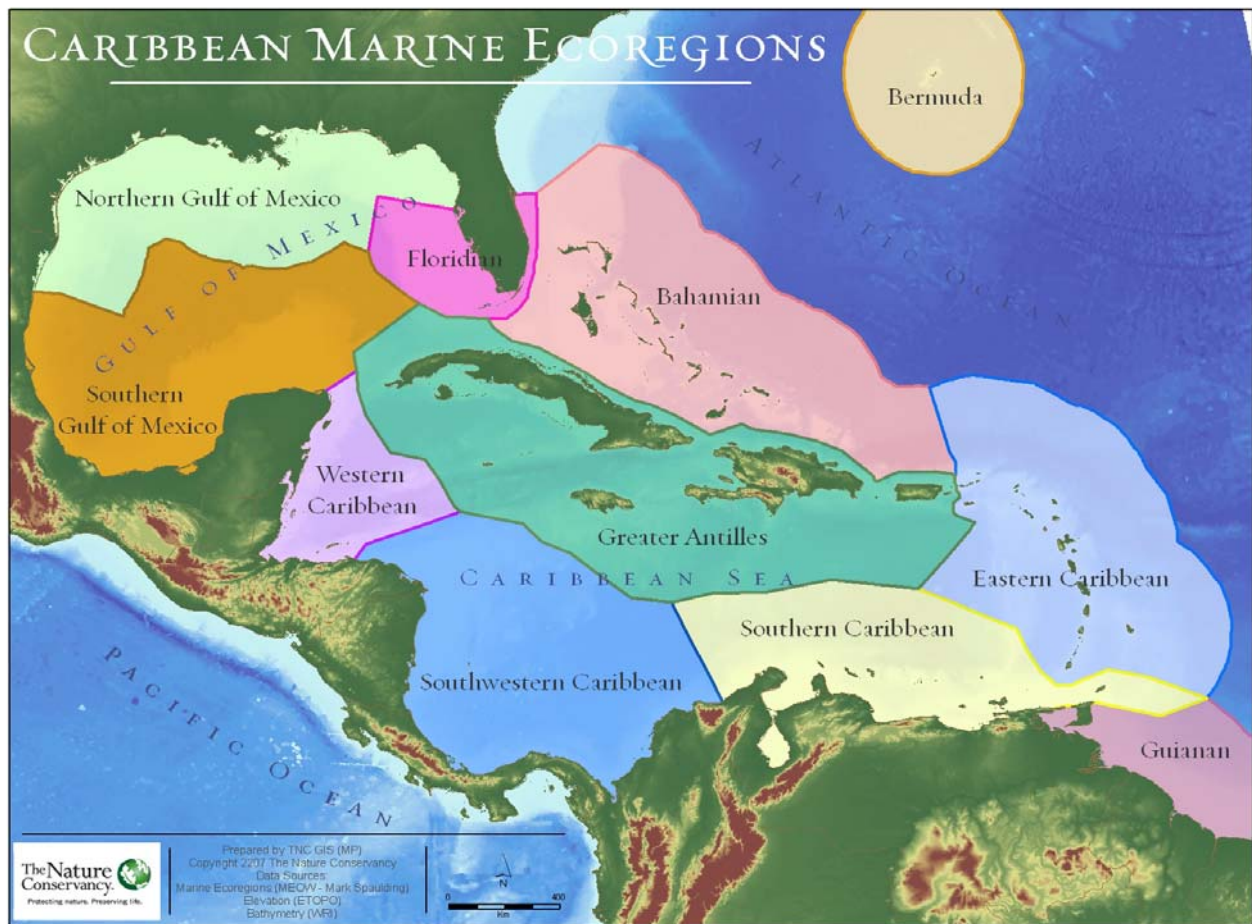 CARIBBEAN MARINE ECOREGIONS
Bermuda
ATLANTIC OCEAN
Northern Gulf of Mexico
GULF OF MEXICO
Floridian
Bahamian
Southern
Gulf of Mexico
Western
Caribbean
Greater Antilles
CARIBBEAN SEA
Eastern Caribbean
Southern Caribbean
Southwestern Caribbean
PACIFIC OCEAN
Guianan
The Nature
Conservancy
Protecting nature. Preserving life.
Prepared by TNC GIS (MP)
Copyright 2207 The Nature Conservancy
Data Sources:
Marine Ecoregions (MEOW - Mark Spaulding)
Elevation (ETOPO)
Bathymetry (WRI)
N
0 400
Km